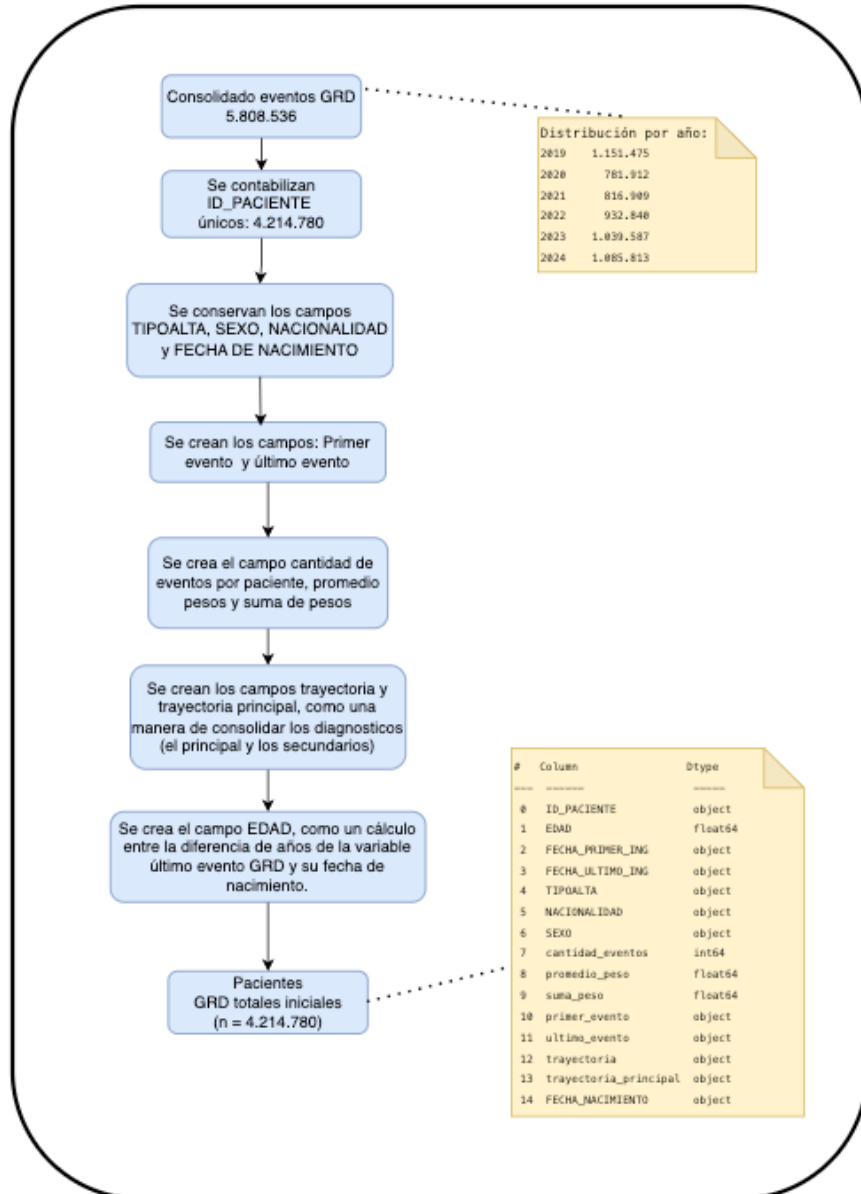 Consolidado eventos GRD
5.808.536
Distribución por año:
2019 1.151.475
2020 781.912
2021 816.909
2022 932.840
2023 1.039.587
2024 1.085.813
Se contabilizan
ID_PACIENTE
únicos: 4.214.780
Se conservan los campos
TIPOALTA, SEXO, NACIONALIDAD
y FECHA DE NACIMIENTO
Se crean los campos: Primer
evento y último evento
Se crea el campo cantidad de
eventos por paciente, promedio
pesos y suma de pesos
Se crean los campos trayectoria y
trayectoria principal, como una
manera de consolidar los diagnosticos
(el principal y los secundarios)
Se crea el campo EDAD, como un cálculo
entre la diferencia de años de la variable
último evento GRD y su fecha de
nacimiento.
Pacientes
GRD totales iniciales
(n = 4.214.780)
# Column Dtype
--- ------ -----
0 ID_PACIENTE object
1 EDAD float64
2 FECHA_PRIMER_ING object
3 FECHA_ULTIMO_ING object
4 TIPOALTA object
5 NACIONALIDAD object
6 SEXO object
7 cantidad_eventos int64
8 promedio_peso float64
9 suma_peso float64
10 primer_evento object
11 ultimo_evento object
12 trayectoria object
13 trayectoria_principal object
14 FECHA_NACIMIENTO object